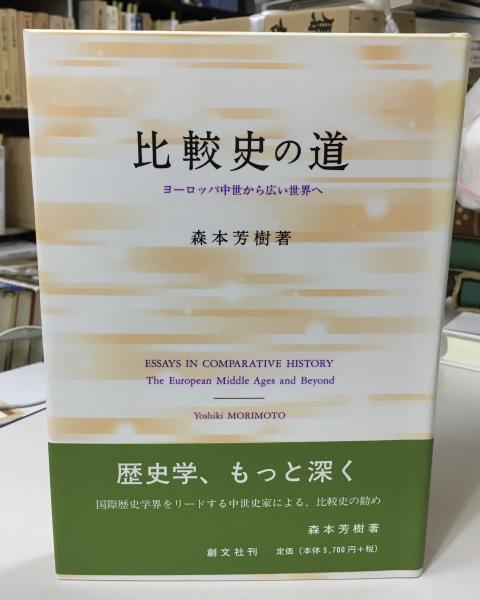 比較史の道
ヨーロッパ中世から広い世界へ
森本芳樹著
ESSAYS IN COMPARATIVE HISTORY
The European Middle Ages and Beyond
Yoshiki MORIMOTO
歴史学、もっと深く
国際歴史学界をリードする中世史家による、比較史の勧め
森本芳樹著
創文社刊 定価（本体5,700円＋税）